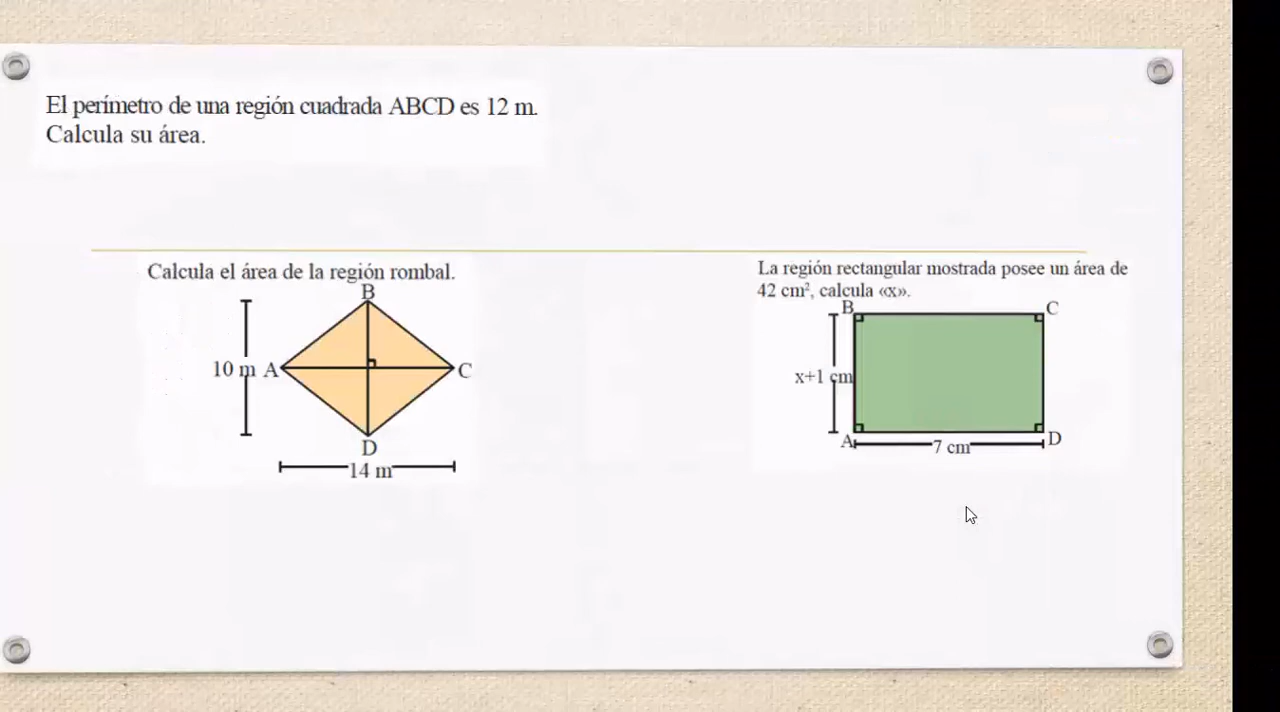 El perímetro de una región cuadrada ABCD es 12 m.
Calcula su área.
Calcula el área de la región rombal.
B
10 m
A
C
D
14 m
La región rectangular mostrada posee un área de
42 cm², calcula «x».
B
C
x+1 cm
A
D
7 cm